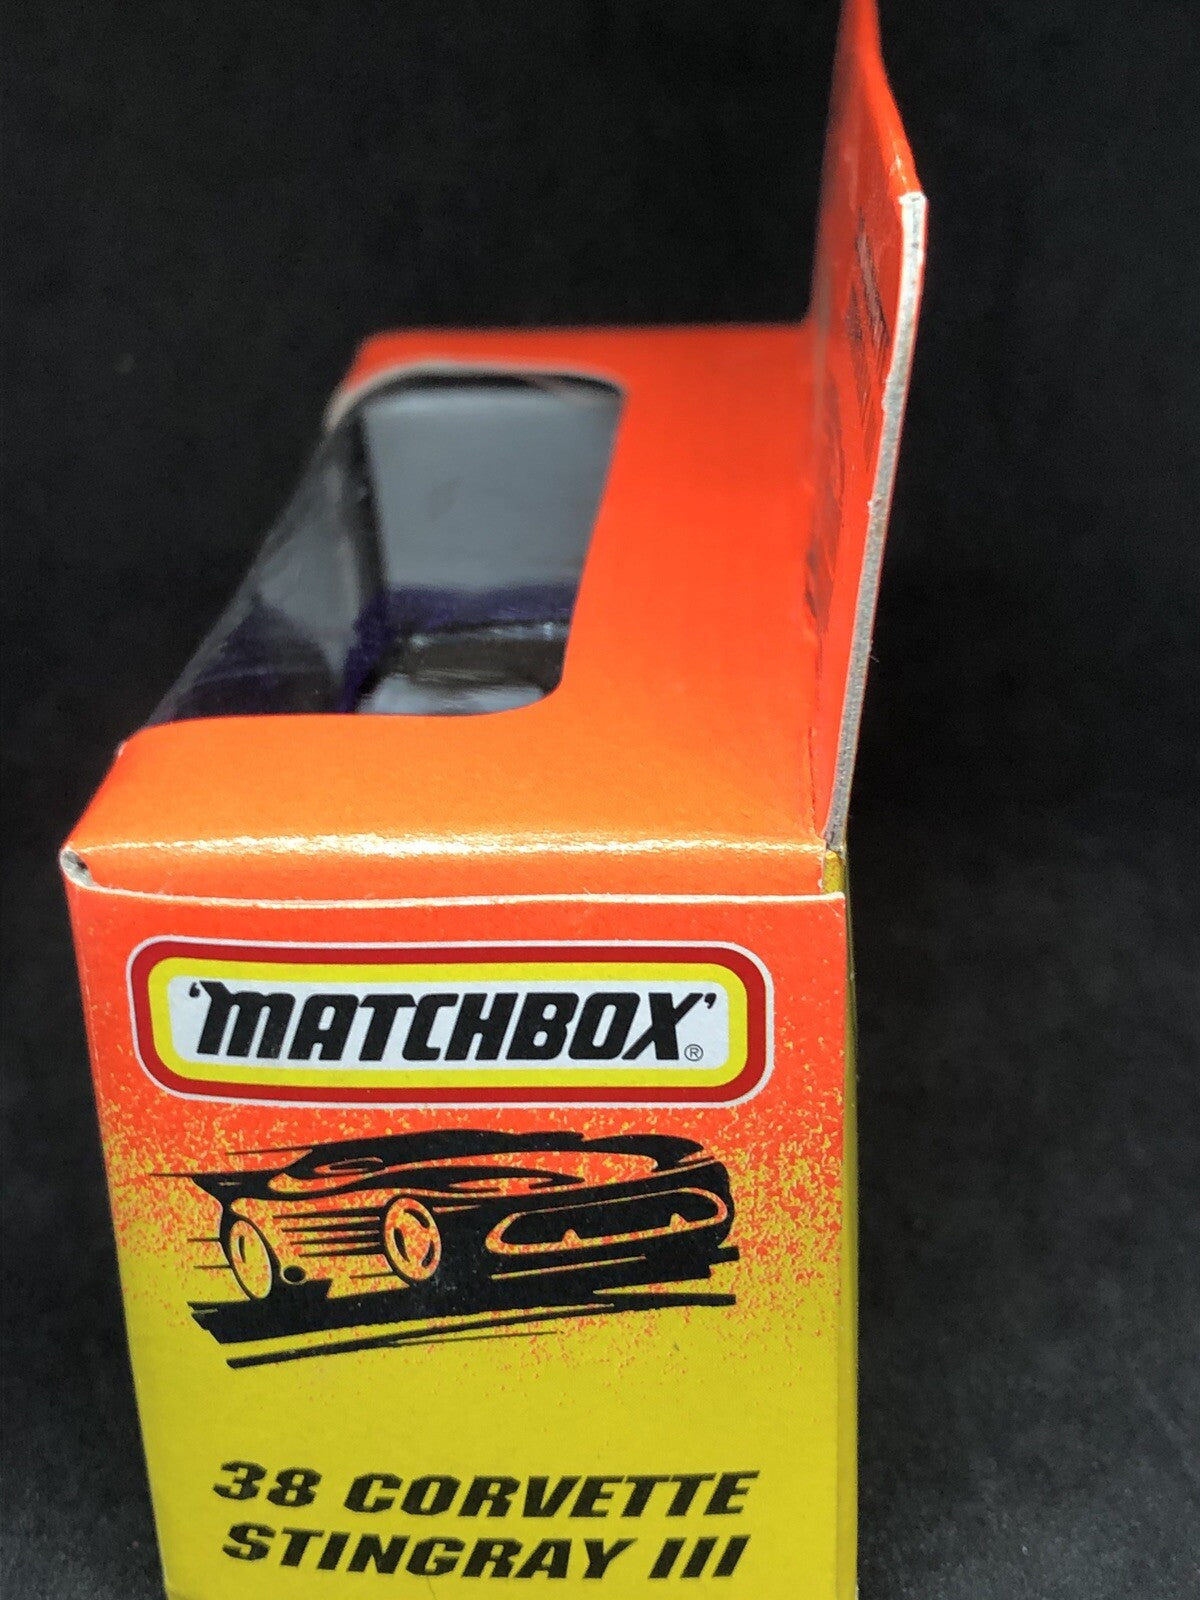 'MATCHBOX'®
38 CORVETTE
STINGRAY III